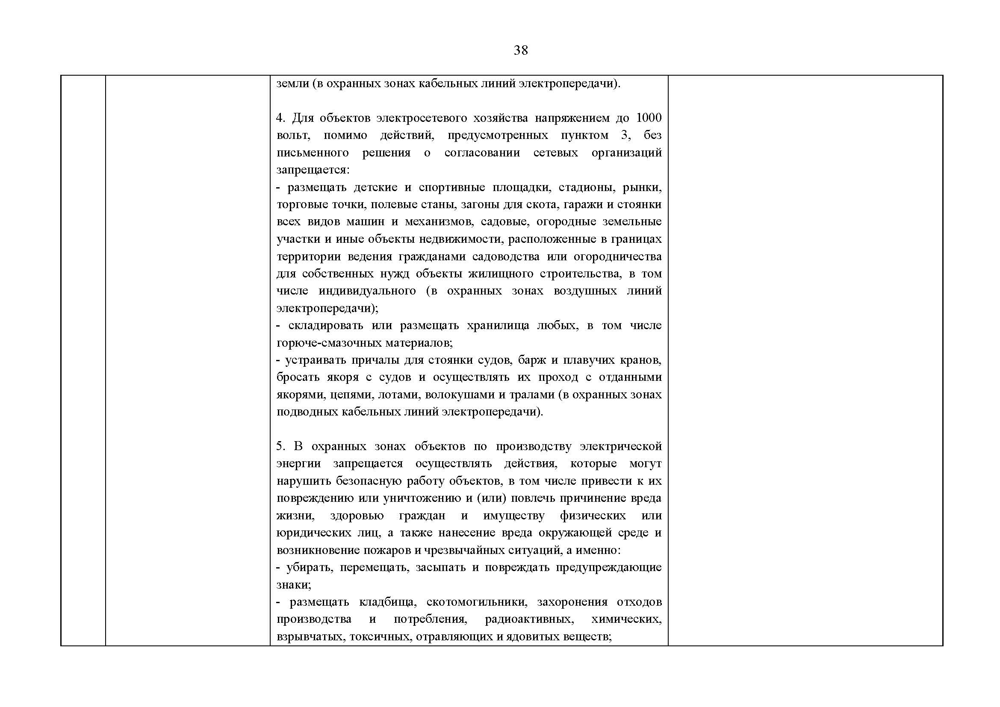 38
земли (в охранных зонах кабельных линий электропередачи).
4. Для объектов электросетевого хозяйства напряжением до 1000
вольт, помимо действий, предусмотренных пунктом 3, без
письменного решения о согласовании сетевых организаций
запрещается:
- размещать детские и спортивные площадки, стадионы, рынки,
торговые точки, полевые станы, загоны для скота, гаражи и стоянки
всех видов машин и механизмов, садовые, огородные земельные
участки и иные объекты недвижимости, расположенные в границах
территории ведения гражданами садоводства или огородничества
для собственных нужд объекты жилищного строительства, в том
числе индивидуального (в охранных зонах воздушных линий
электропередачи);
- складировать или размещать хранилища любых, в том числе
горюче-смазочных материалов;
- устраивать причалы для стоянки судов, барж и плавучих кранов,
бросать якоря с судов и осуществлять их проход с отданными
якорями, цепями, лотами, волокушами и тралами (в охранных зонах
подводных кабельных линий электропередачи).
5. В охранных зонах объектов по производству электрической
энергии запрещается осуществлять действия, которые могут
нарушить безопасную работу объектов, в том числе привести к их
повреждению или уничтожению и (или) повлечь причинение вреда
жизни, здоровью граждан и имуществу физических или
юридических лиц, а также нанесение вреда окружающей среде и
возникновение пожаров и чрезвычайных ситуаций, а именно:
- убирать, перемещать, засыпать и повреждать предупреждающие
знаки;
- размещать кладбища, скотомогильники, захоронения отходов
производства и потребления, радиоактивных, химических,
взрывчатых, токсичных, отравляющих и ядовитых веществ;